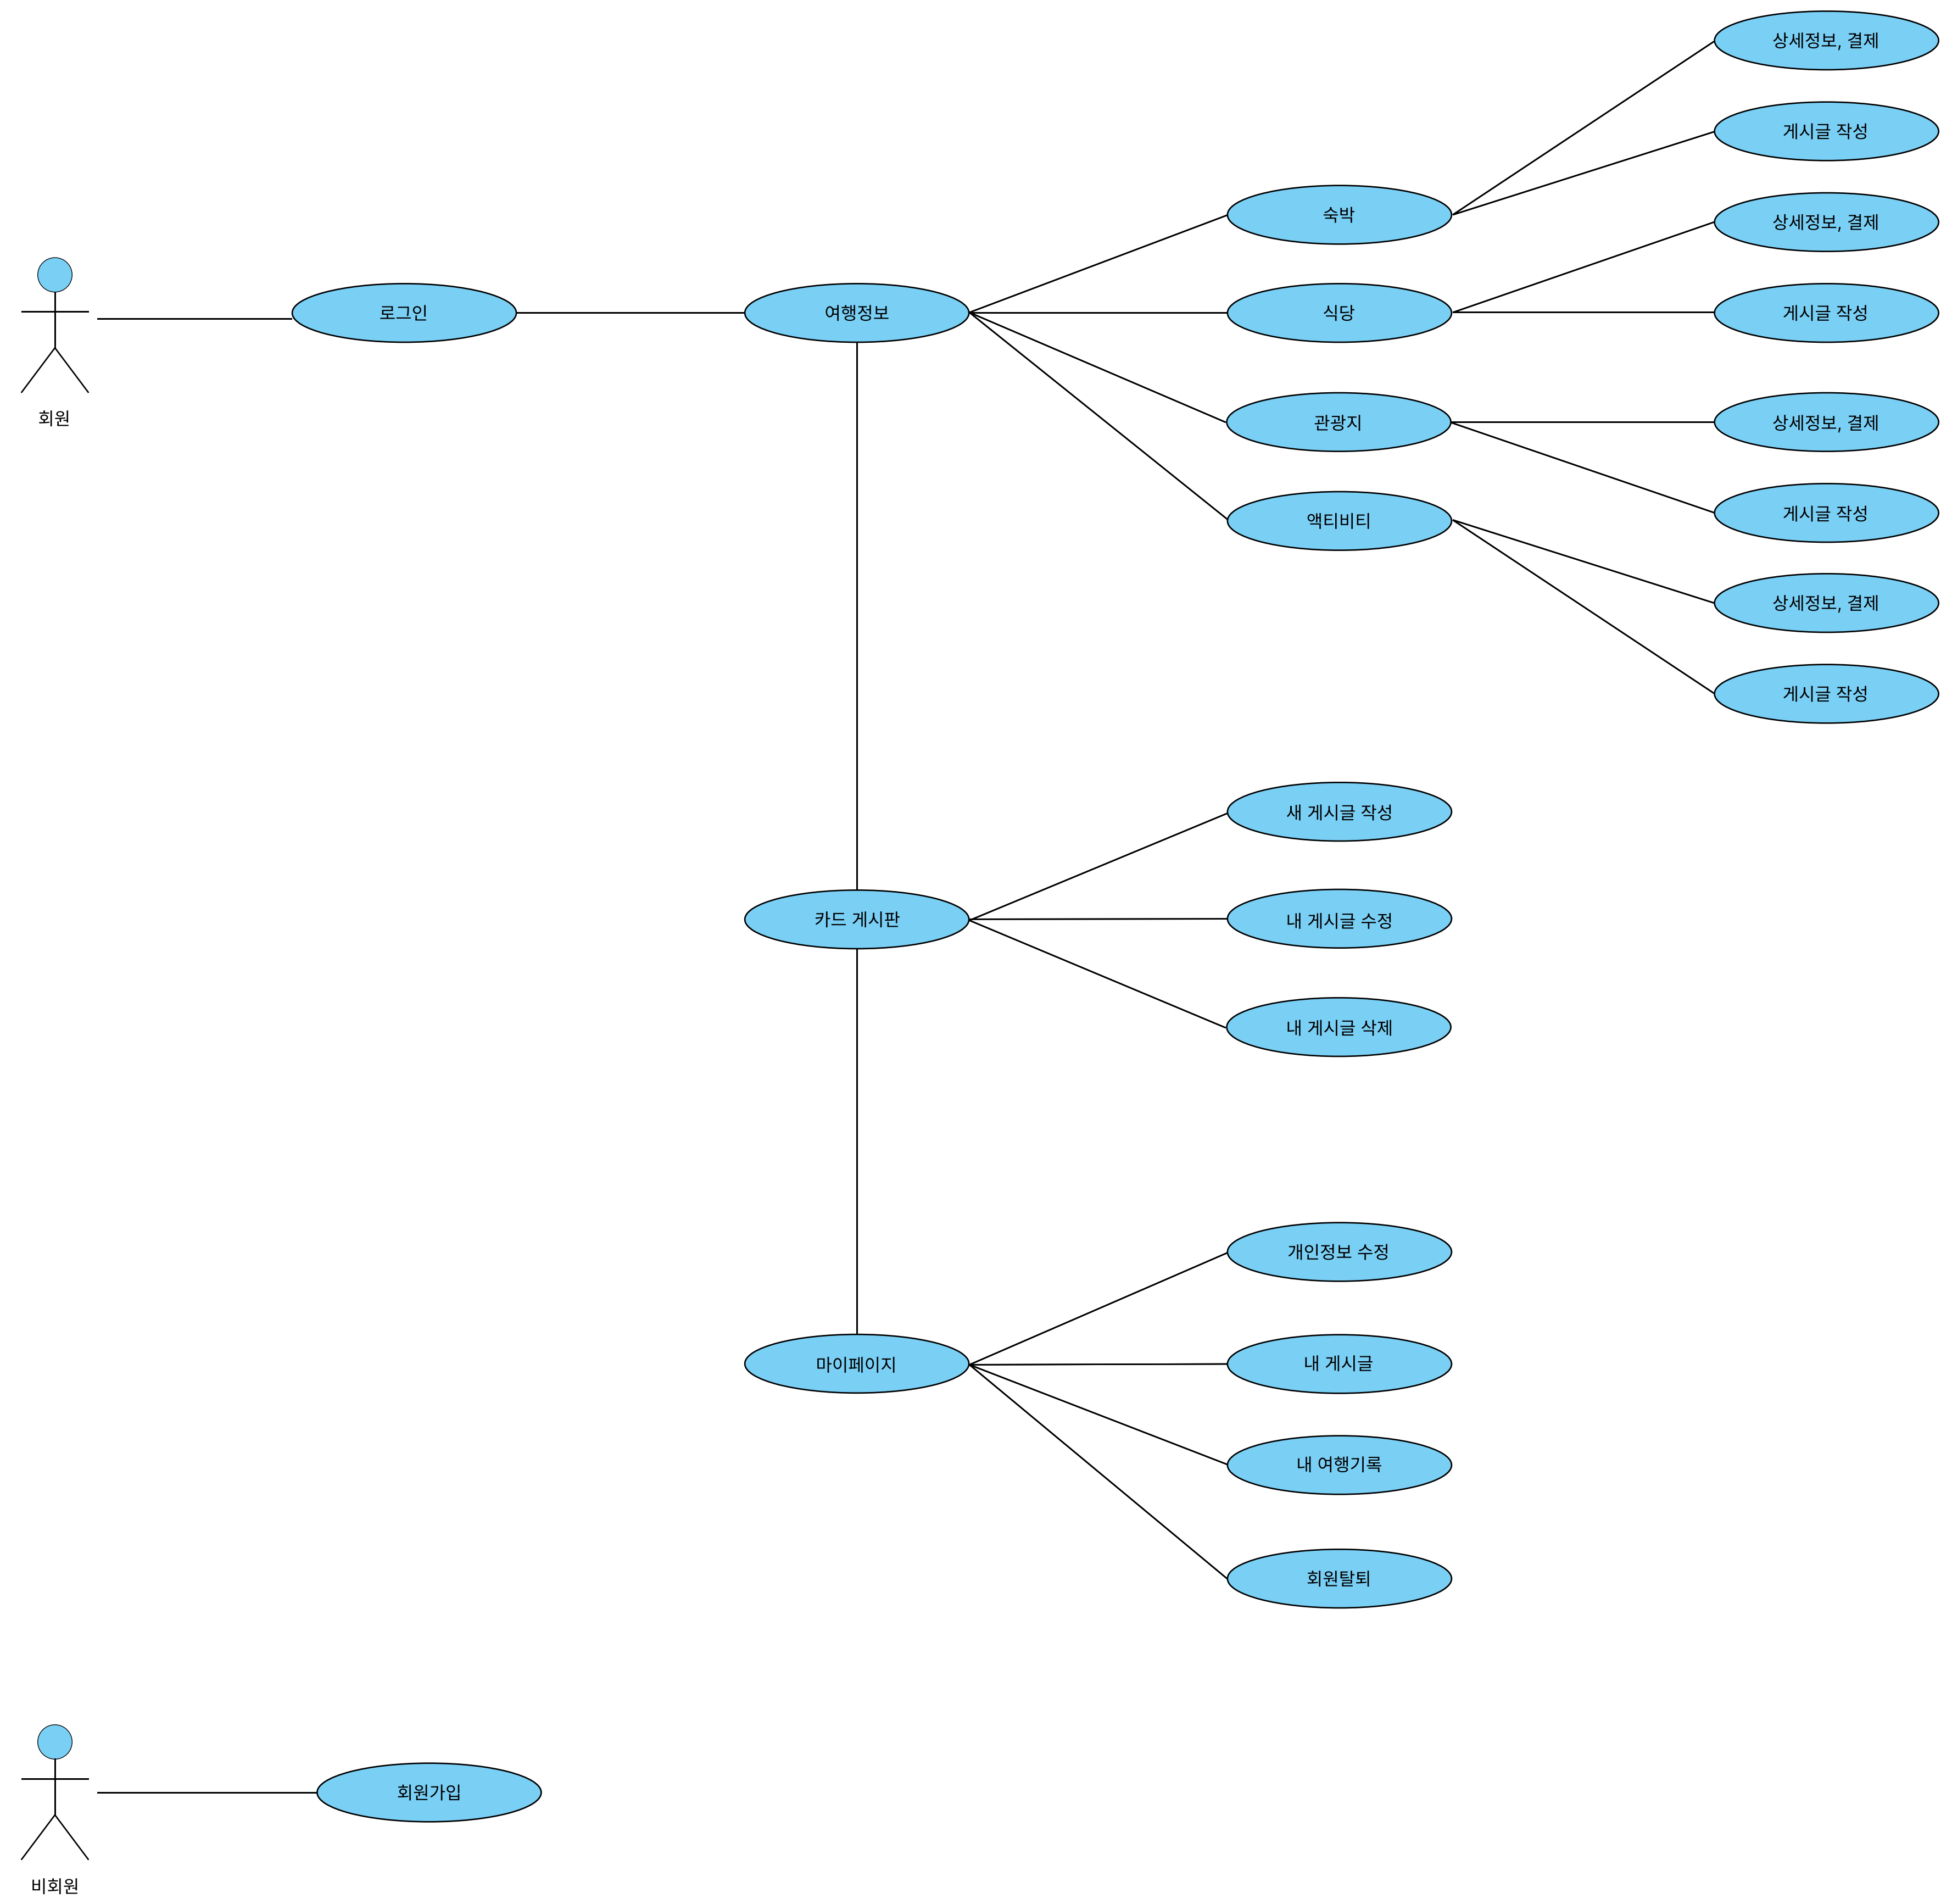 상세정보, 결제
게시글 작성
숙박
상세정보, 결제
로그인
여행정보
식당
게시글 작성
회원
관광지
상세정보, 결제
액티비티
게시글 작성
상세정보, 결제
게시글 작성
새 게시글 작성
카드 게시판
내 게시글 수정
내 게시글 삭제
개인정보 수정
마이페이지
내 게시글
내 여행기록
회원탈퇴
회원가입
비회원